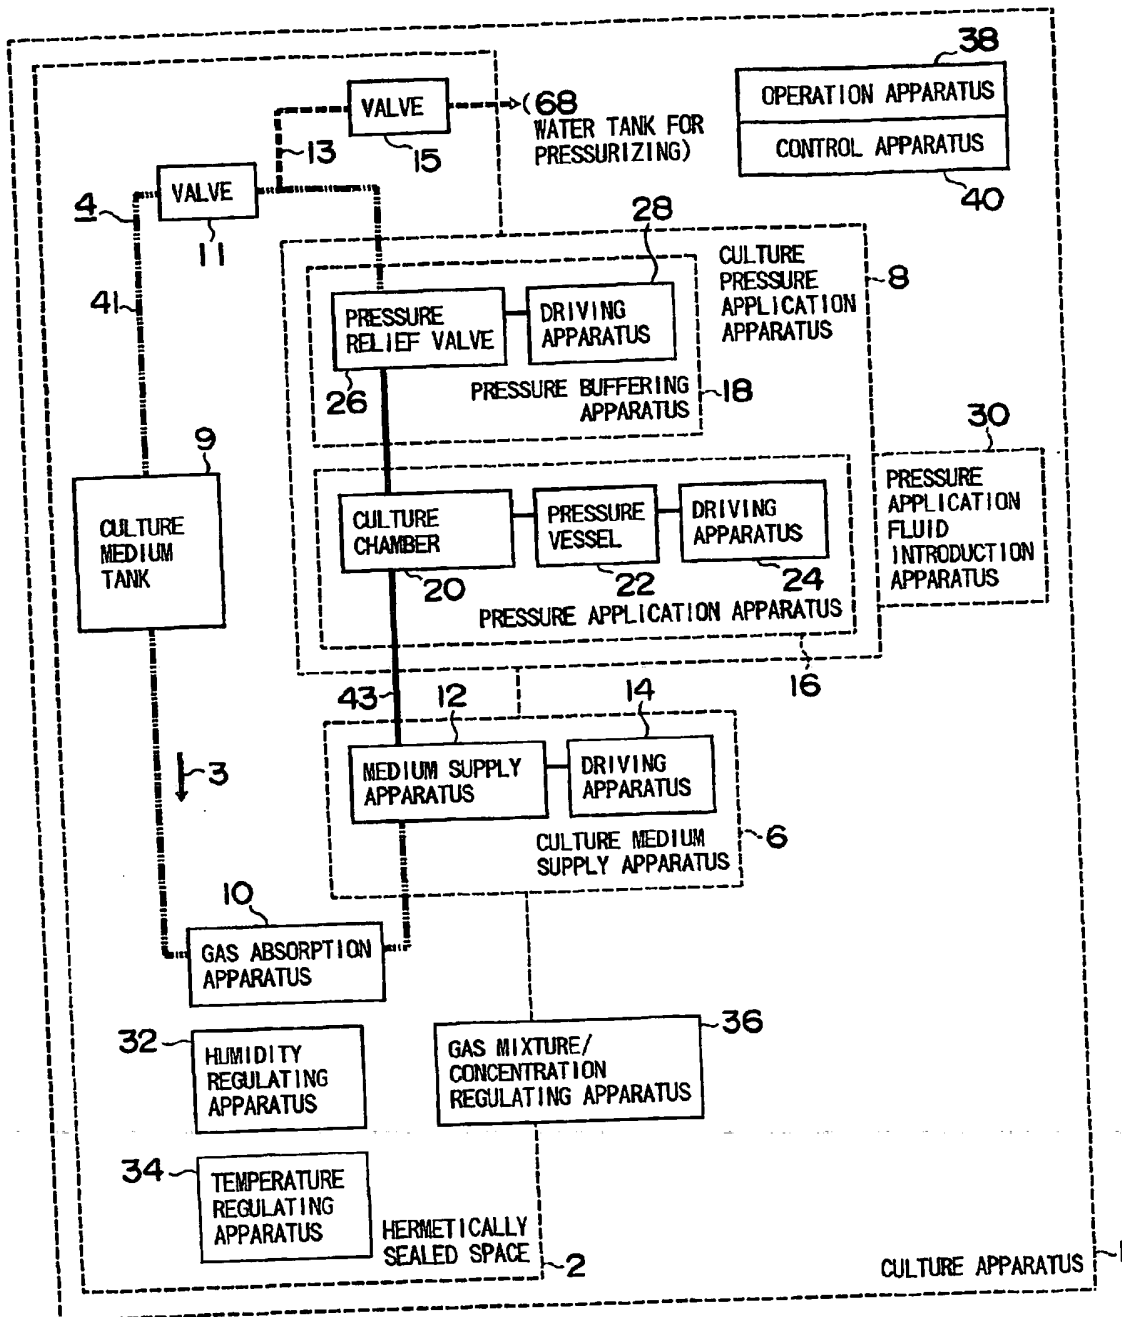 38
OPERATION APPARATUS
CONTROL APPARATUS
40
VALVE
15
(68
WATER TANK FOR
PRESSURIZING)
13
VALVE
11
4
41
28
CULTURE
PRESSURE
APPLICATION
APPARATUS
8
PRESSURE
RELIEF VALVE
26
DRIVING
APPARATUS
PRESSURE BUFFERING
APPARATUS
18
9
CULTURE
MEDIUM
TANK
30
PRESSURE
APPLICATION
FLUID
INTRODUCTION
APPARATUS
CULTURE
CHAMBER
20
PRESSURE
VESSEL
22
DRIVING
APPARATUS
24
PRESSURE APPLICATION APPARATUS
16
43
12
14
MEDIUM SUPPLY
APPARATUS
DRIVING
APPARATUS
CULTURE MEDIUM
SUPPLY APPARATUS
6
3
10
GAS ABSORPTION
APPARATUS
32
HUMIDITY
REGULATING
APPARATUS
36
GAS MIXTURE/
CONCENTRATION
REGULATING APPARATUS
34
TEMPERATURE
REGULATING
APPARATUS
HERMETICALLY
SEALED SPACE
2
CULTURE APPARATUS
1